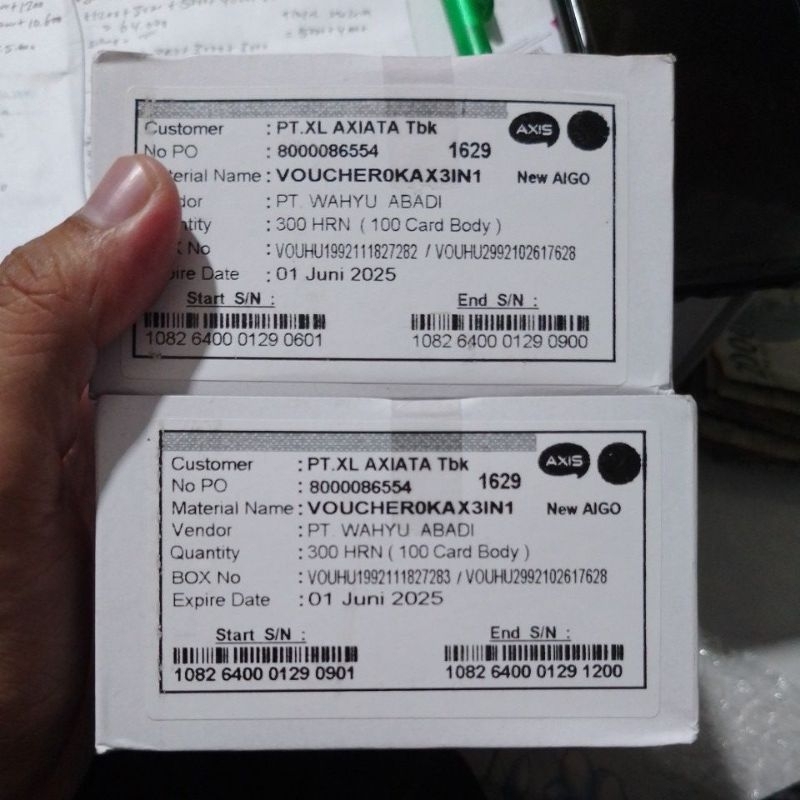 Customer : PT.XL AXIATA Tbk AXIS
No PO : 8000086554 1629
Material Name : VOUCHER0KAX3IN1 New AIGO
: PT. WAHYU ABADI
: 300 HRN ( 100 Card Body )
No : VOUHU1992111827282 / VOUHU2992102617628
Date : 01 Juni 2025
Start S/N : End S/N :
1082 6400 0129 0601 1082 6400 0129 0900
Customer : PT.XL AXIATA Tbk AXIS
No PO : 8000086554 1629
Material Name : VOUCHER0KAX3IN1 New AIGO
Vendor : PT. WAHYU ABADI
Quantity : 300 HRN ( 100 Card Body )
BOX No : VOUHU1992111827283 / VOUHU2992102617628
Expire Date : 01 Juni 2025
Start S/N : End S/N :
1082 6400 0129 0901 1082 6400 0129 1200